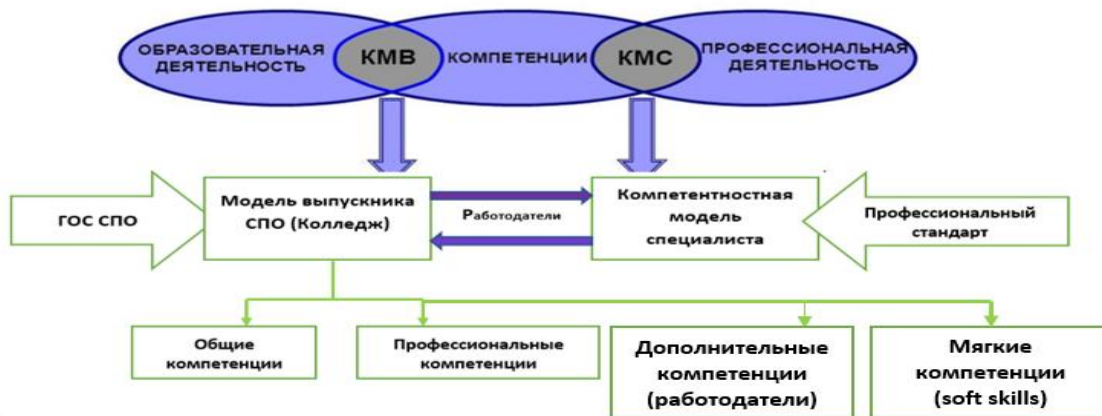 ОБРАЗОВАТЕЛЬНАЯ
ДЕЯТЕЛЬНОСТЬ
КМВ
КОМПЕТЕНЦИИ
КМС
ПРОФЕССИОНАЛЬНАЯ
ДЕЯТЕЛЬНОСТЬ
ГОС СПО
Модель выпускника
СПО (Колледж)
Работодатели
Компетентностная
модель
специалиста
Профессиональный
стандарт
Общие
компетенции
Профессиональные
компетенции
Дополнительные
компетенции
(работодатели)
Мягкие
компетенции
(soft skills)